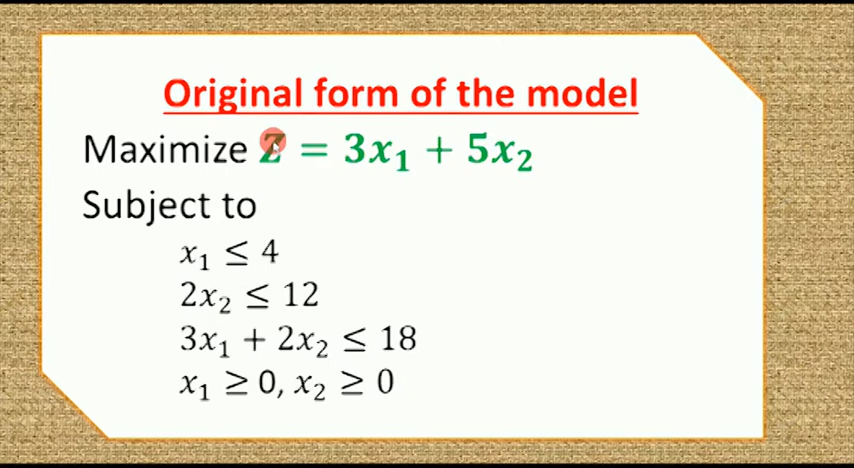 Original form of the model
Maximize Z = 3x₁ + 5x₂
Subject to
x₁ ≤ 4
2x₂ ≤ 12
3x₁ + 2x₂ ≤ 18
x₁ ≥ 0, x₂ ≥ 0